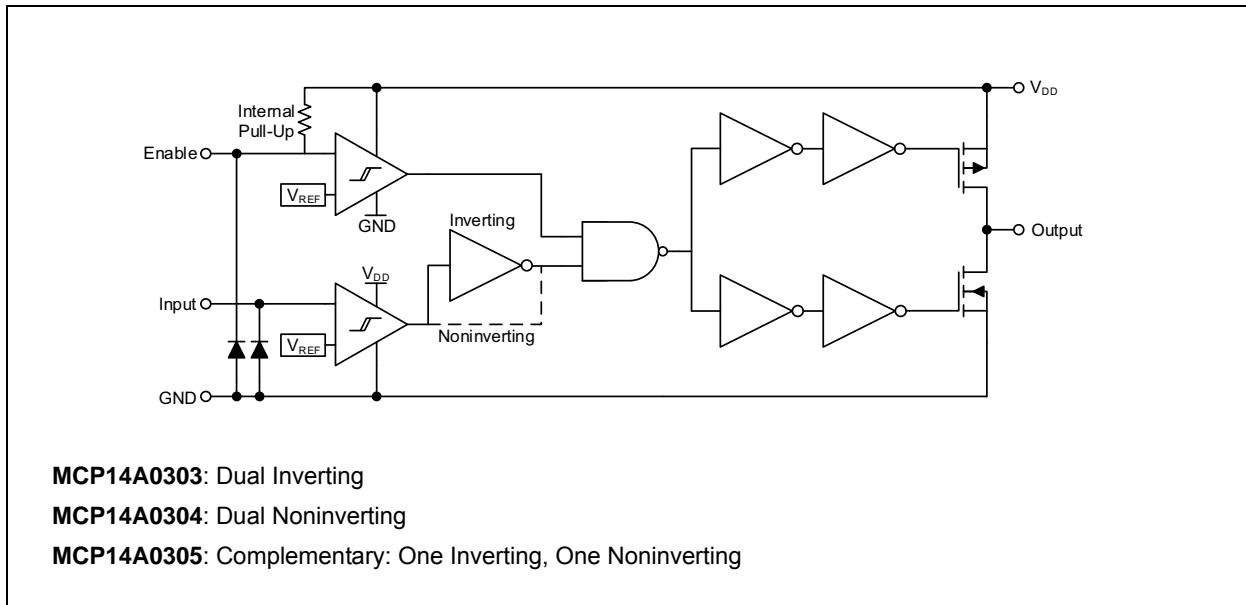 V_DD
Internal
Pull-Up
Enable
V_REF
GND
Inverting
Output
V_DD
Input
V_REF
Noninverting
GND
MCP14A0303: Dual Inverting
MCP14A0304: Dual Noninverting
MCP14A0305: Complementary: One Inverting, One Noninverting